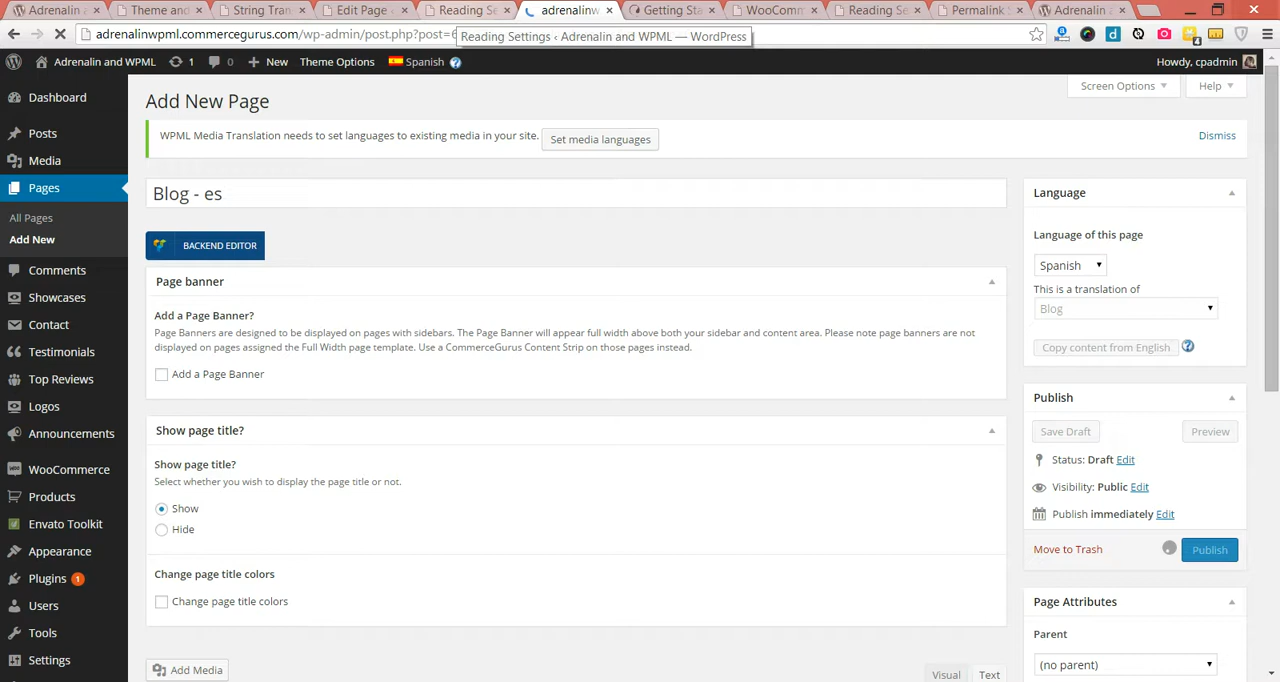 Adrenalin
Theme and
String Trans
Edit Page ‹
Reading Se
adrenalinw
Getting Sta
WooComm
Reading Se
Permalink S
Adrenalin
adrenalinwpml.commercegurus.com/wp-admin/post.php?post=6
Reading Settings ‹ Adrenalin and WPML — WordPress
4
Adrenalin and WPML
1
0
New
Theme Options
Spanish
Howdy, cpadmin
Screen Options
Help
Dashboard
Posts
Media
Pages
All Pages
Add New
Comments
Showcases
Contact
Testimonials
Top Reviews
Logos
Announcements
WooCommerce
Products
Envato Toolkit
Appearance
Plugins 1
Users
Tools
Settings
Add New Page
WPML Media Translation needs to set languages to existing media in your site.
Set media languages
Dismiss
Blog - es
BACKEND EDITOR
Page banner
Add a Page Banner?
Page Banners are designed to be displayed on pages with sidebars. The Page Banner will appear full width above both your sidebar and content area. Please note page banners are not
displayed on pages assigned the Full Width page template. Use a CommerceGurus Content Strip on those pages instead.
Add a Page Banner
Show page title?
Show page title?
Select whether you wish to display the page title or not.
Show
Hide
Change page title colors
Change page title colors
Add Media
Visual
Text
Language
Language of this page
Spanish
This is a translation of
Blog
Copy content from English
Publish
Save Draft
Preview
Status: Draft Edit
Visibility: Public Edit
Publish immediately Edit
Move to Trash
Publish
Page Attributes
Parent
(no parent)